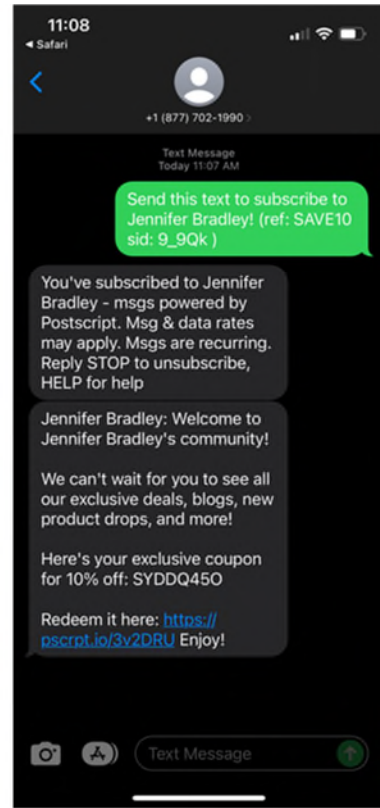 11:08
◀ Safari
+1 (877) 702-1990 >
Text Message
Today 11:07 AM
Send this text to subscribe to
Jennifer Bradley! (ref: SAVE10
sid: 9_9Qk )
You've subscribed to Jennifer
Bradley - msgs powered by
Postscript. Msg & data rates
may apply. Msgs are recurring.
Reply STOP to unsubscribe,
HELP for help
Jennifer Bradley: Welcome to
Jennifer Bradley's community!
We can't wait for you to see all
our exclusive deals, blogs, new
product drops, and more!
Here's your exclusive coupon
for 10% off: SYDDQ45O
Redeem it here: https://
pscrpt.io/3v2DRU Enjoy!
Text Message